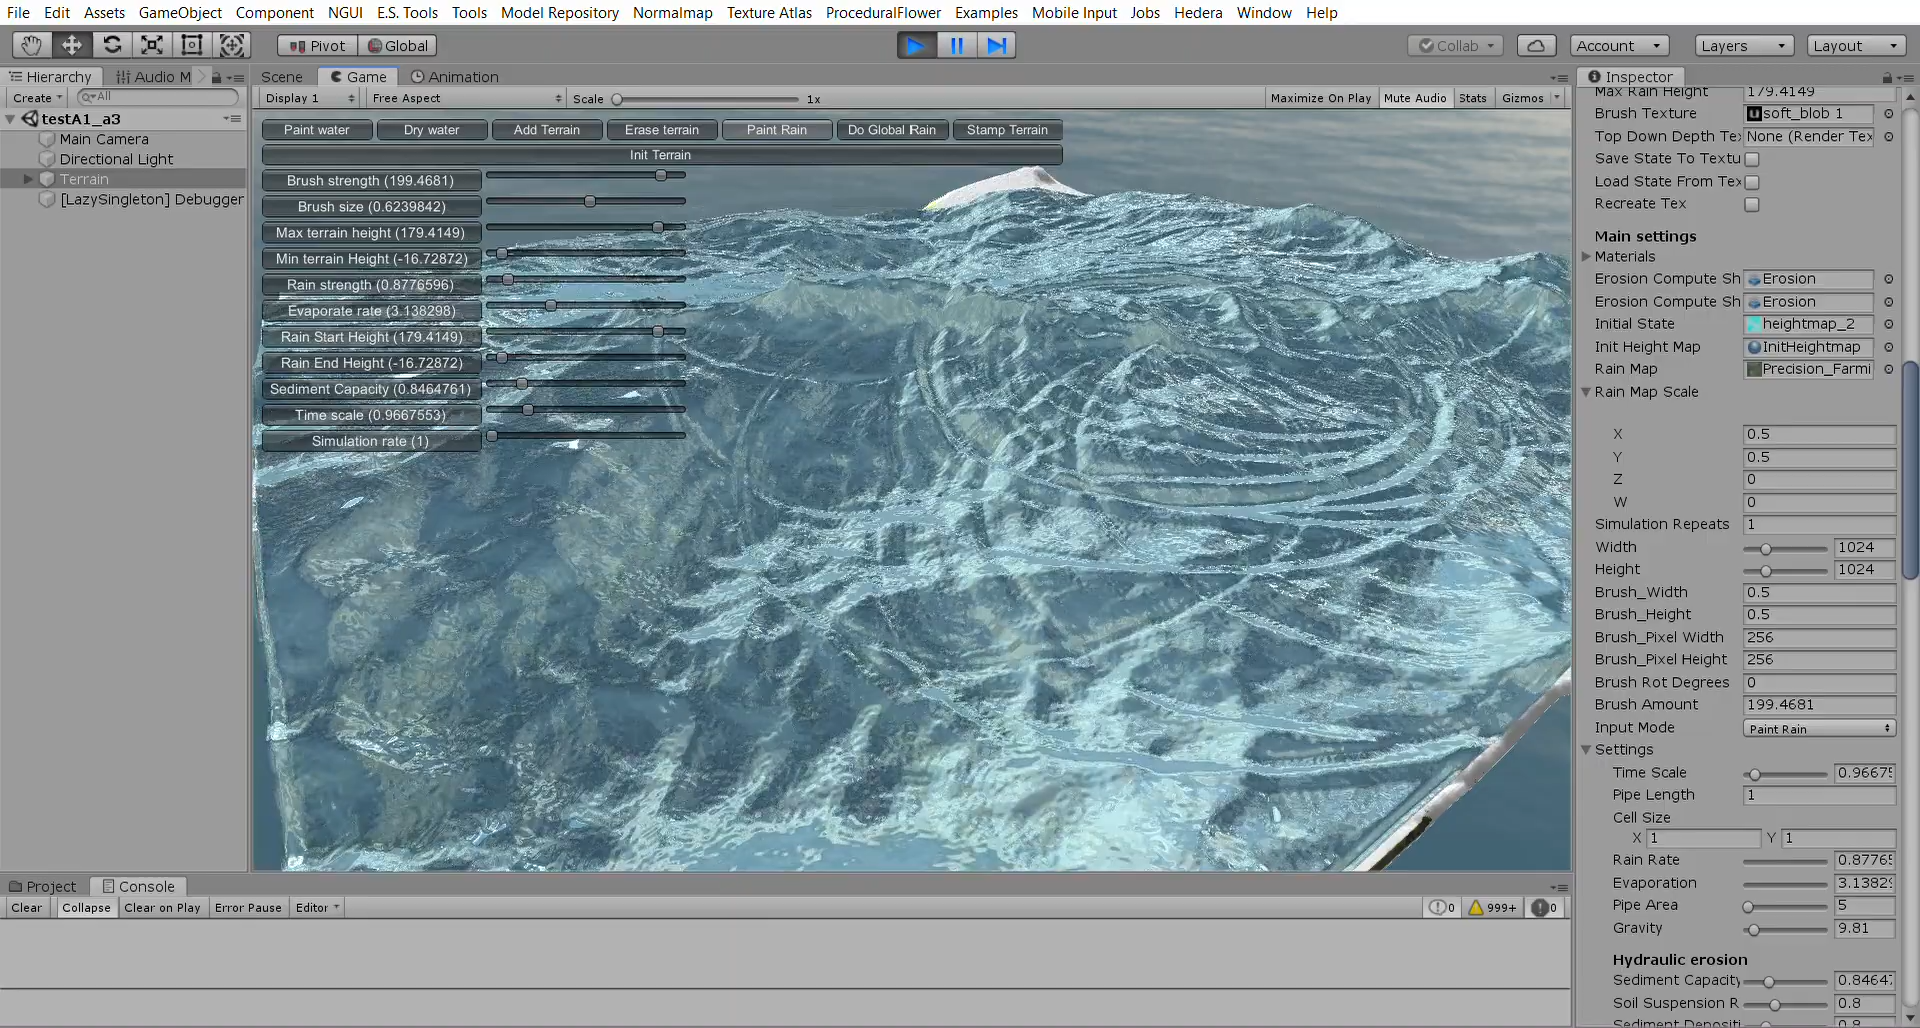 File Edit Assets GameObject Component NGUI E.S. Tools Tools Model Repository Normalmap Texture Atlas ProceduralFlower Examples Mobile Input Jobs Hedera Window Help
Pivot Global Collab Account Layers Layout
Hierarchy Audio M Scene Game Animation Inspector
Create All Display 1 Free Aspect Scale 1x Maximize On Play Mute Audio Stats Gizmos
testA1_a3
Main Camera
Directional Light
Terrain
[LazySingleton] Debugger
Paint water Dry water Add Terrain Erase terrain Paint Rain Do Global Rain Stamp Terrain
Init Terrain
Brush strength (199.4681)
Brush size (0.6239842)
Max terrain height (179.4149)
Min terrain Height (-16.72872)
Rain strength (0.8776596)
Evaporate rate (3.138298)
Rain Start Height (179.4149)
Rain End Height (-16.72872)
Sediment Capacity (0.8464761)
Time scale (0.9667553)
Simulation rate (1)
Max Rain Height 179.4149
Brush Texture soft_blob 1
Top Down Depth Te None (Render Tex
Save State To Textu
Load State From Tex
Recreate Tex
Main settings
Materials
Erosion Compute Sh Erosion
Erosion Compute Sh Erosion
Initial State heightmap_2
Init Height Map InitHeightmap
Rain Map Precision_Farmi
Rain Map Scale
X 0.5
Y 0.5
Z 0
W 0
Simulation Repeats 1
Width 1024
Height 1024
Brush_Width 0.5
Brush_Height 0.5
Brush_Pixel Width 256
Brush_Pixel Height 256
Brush Rot Degrees 0
Brush Amount 199.4681
Input Mode Paint Rain
Settings
Time Scale 0.9667
Pipe Length 1
Cell Size
X 1 Y 1
Rain Rate 0.8776
Evaporation 3.1382
Pipe Area 5
Gravity 9.81
Hydraulic erosion
Sediment Capacity 0.8464
Soil Suspension R 0.8
Sediment Depositi 0.8
Project Console
Clear Collapse Clear on Play Error Pause Editor 0 999+ 0